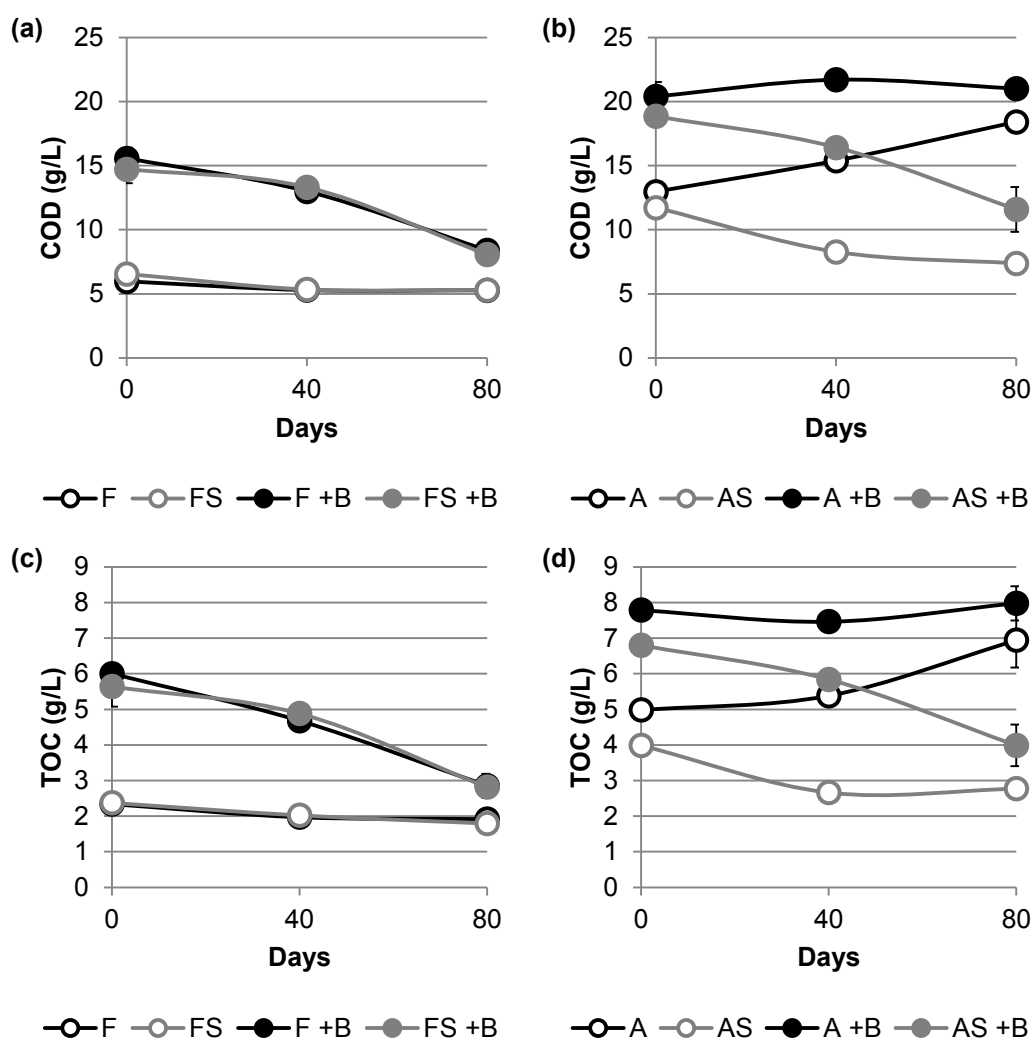 (a)
25
20
15
10
5
0
COD (g/L)
0 40 80
Days
F FS F +B FS +B
(b)
25
20
15
10
5
0
COD (g/L)
0 40 80
Days
A AS A +B AS +B
(c)
9
8
7
6
5
4
3
2
1
0
TOC (g/L)
0 40 80
Days
F FS F +B FS +B
(d)
9
8
7
6
5
4
3
2
1
0
TOC (g/L)
0 40 80
Days
A AS A +B AS +B